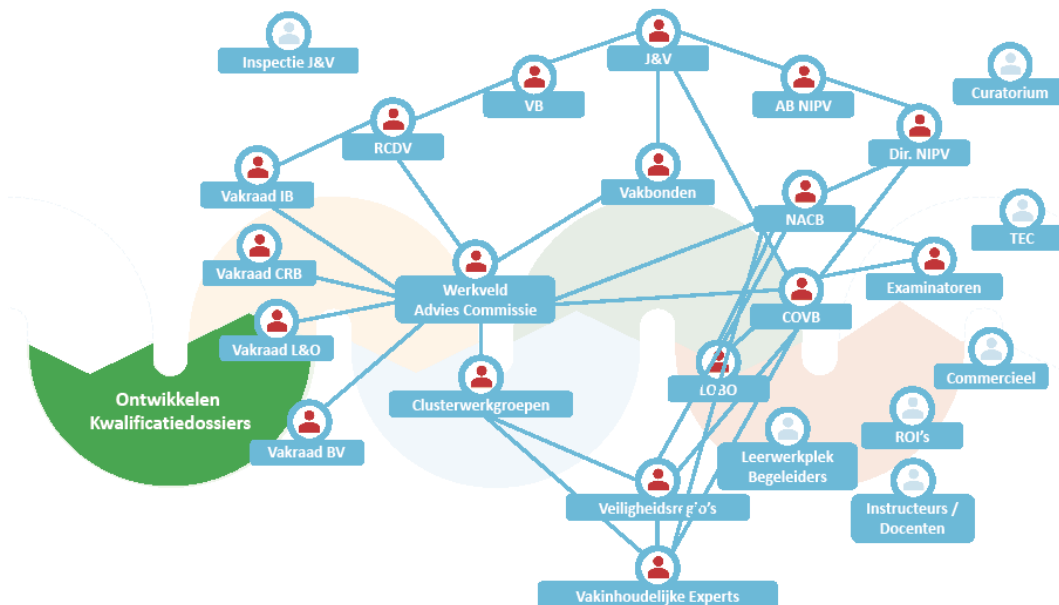 Inspectie J&V
J&V
VB
AB NIPV
Curatorium
RCDV
Dir. NIPV
Vakraad IB
Vakbonden
NACB
TEC
Vakraad CRB
Werkveld
Advies Commissie
Examinatoren
COVB
Vakraad L&O
LOBO
Commercieel
Ontwikkelen
Kwalificatiedossiers
Clusterwerkgroepen
Vakraad BV
Leerwerkplek
Begeleiders
ROI's
Veiligheidsregio's
Instructeurs /
Docenten
Vakinhoudelijke Experts